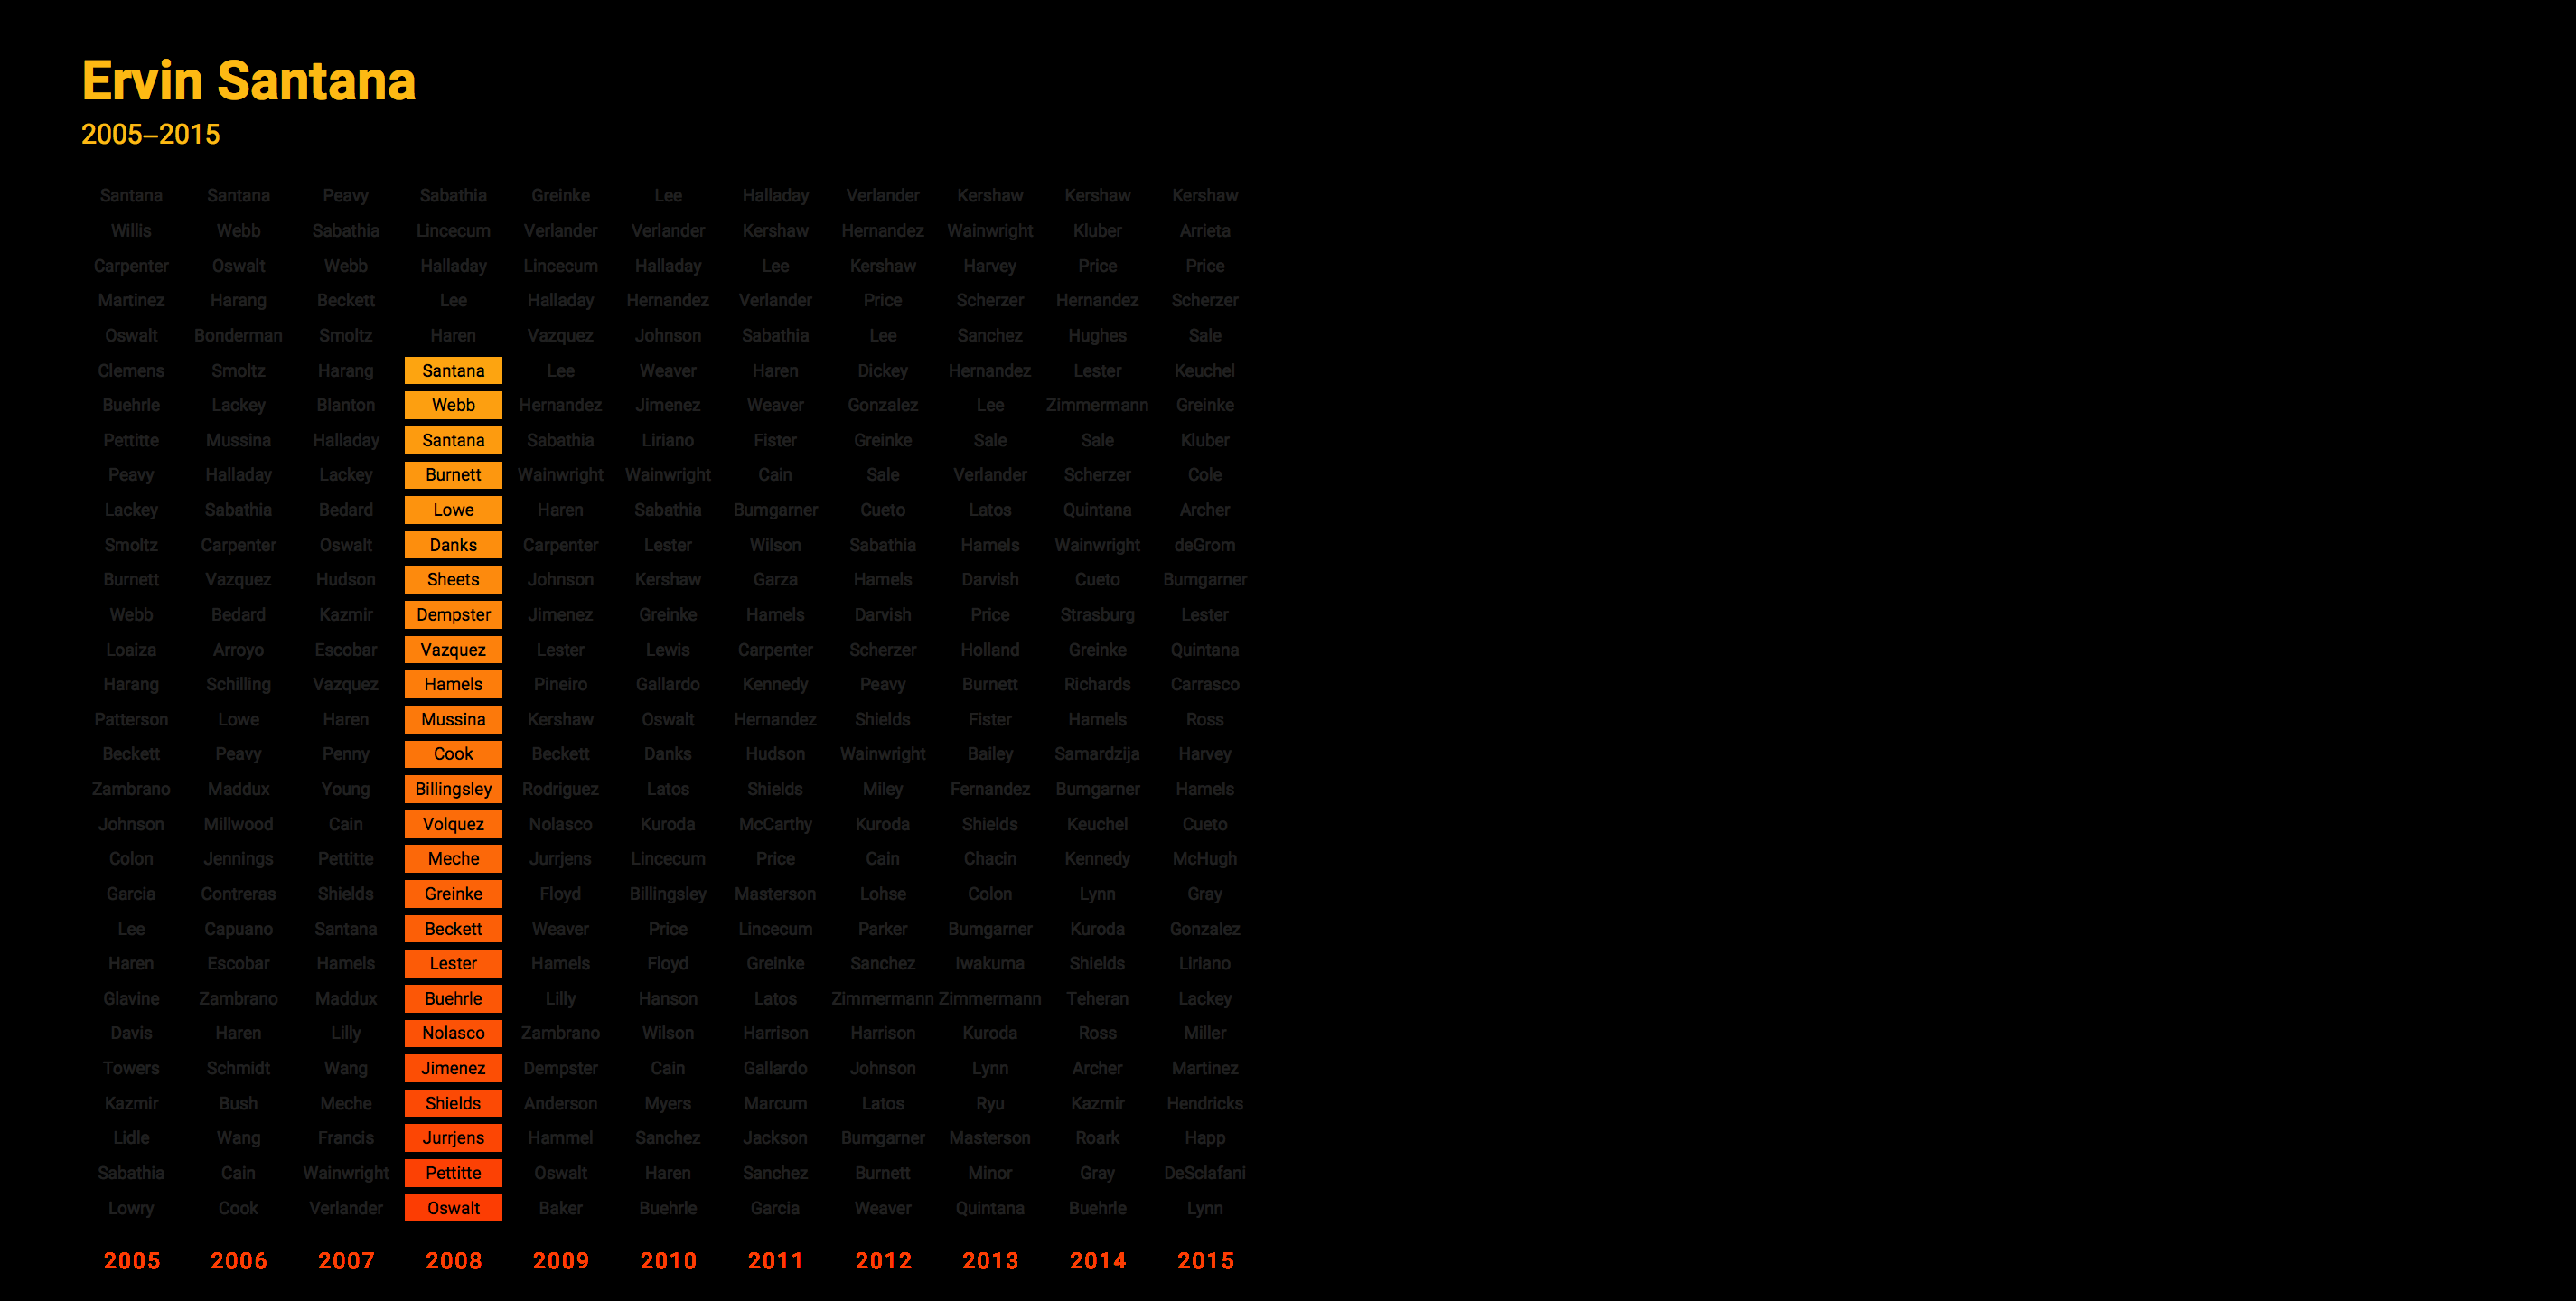 Ervin Santana
2005–2015
Santana Santana Peavy Sabathia Greinke Lee Halladay Verlander Kershaw Kershaw Kershaw
Willis Webb Sabathia Lincecum Verlander Verlander Kershaw Hernandez Wainwright Kluber Arrieta
Carpenter Oswalt Webb Halladay Lincecum Halladay Lee Kershaw Harvey Price Price
Martinez Harang Beckett Lee Halladay Hernandez Verlander Price Scherzer Hernandez Scherzer
Oswalt Bonderman Smoltz Haren Vazquez Johnson Sabathia Lee Sanchez Hughes Sale
Clemens Smoltz Harang Santana Lee Weaver Haren Dickey Hernandez Lester Keuchel
Buehrle Lackey Blanton Webb Hernandez Jimenez Weaver Gonzalez Lee Zimmermann Greinke
Pettitte Mussina Halladay Santana Sabathia Liriano Fister Greinke Sale Sale Kluber
Peavy Halladay Lackey Burnett Wainwright Wainwright Cain Sale Verlander Scherzer Cole
Lackey Sabathia Bedard Lowe Haren Sabathia Bumgarner Cueto Latos Quintana Archer
Smoltz Carpenter Oswalt Danks Carpenter Lester Wilson Sabathia Hamels Wainwright deGrom
Burnett Vazquez Hudson Sheets Johnson Kershaw Garza Hamels Darvish Cueto Bumgarner
Webb Bedard Kazmir Dempster Jimenez Greinke Hamels Darvish Price Strasburg Lester
Loaiza Arroyo Escobar Vazquez Lester Lewis Carpenter Scherzer Holland Greinke Quintana
Harang Schilling Vazquez Hamels Pineiro Gallardo Kennedy Peavy Burnett Richards Carrasco
Patterson Lowe Haren Mussina Kershaw Oswalt Hernandez Shields Fister Hamels Ross
Beckett Peavy Penny Cook Beckett Danks Hudson Wainwright Bailey Samardzija Harvey
Zambrano Maddux Young Billingsley Rodriguez Latos Shields Miley Fernandez Bumgarner Hamels
Johnson Millwood Cain Volquez Nolasco Kuroda McCarthy Kuroda Shields Keuchel Cueto
Colon Jennings Pettitte Meche Jurrjens Lincecum Price Cain Chacin Kennedy McHugh
Garcia Contreras Shields Greinke Floyd Billingsley Masterson Lohse Colon Lynn Gray
Lee Capuano Santana Beckett Weaver Price Lincecum Parker Bumgarner Kuroda Gonzalez
Haren Escobar Hamels Lester Hamels Floyd Greinke Sanchez Iwakuma Shields Liriano
Glavine Zambrano Maddux Buehrle Lilly Hanson Latos Zimmermann Zimmermann Teheran Lackey
Davis Haren Lilly Nolasco Zambrano Wilson Harrison Harrison Kuroda Ross Miller
Towers Schmidt Wang Jimenez Dempster Cain Gallardo Johnson Lynn Archer Martinez
Kazmir Bush Meche Shields Anderson Myers Marcum Latos Ryu Kazmir Hendricks
Lidle Wang Francis Jurrjens Hammel Sanchez Jackson Bumgarner Masterson Roark Happ
Sabathia Cain Wainwright Pettitte Oswalt Haren Sanchez Burnett Minor Gray DeSclafani
Lowry Cook Verlander Oswalt Baker Buehrle Garcia Weaver Quintana Buehrle Lynn
2005 2006 2007 2008 2009 2010 2011 2012 2013 2014 2015